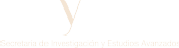 y
Secretaría de Investigación y Estudios Avanzados